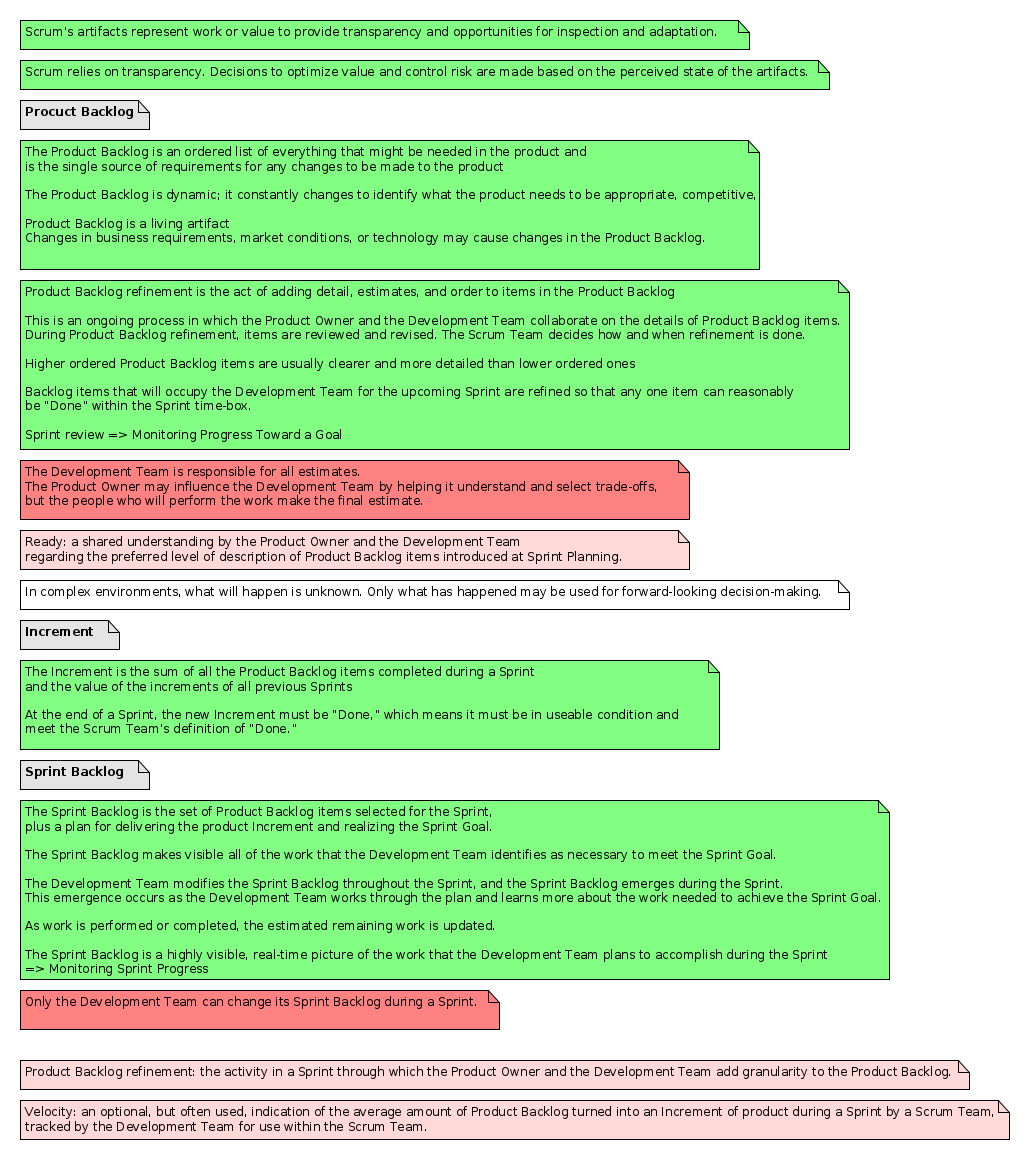 Scrum's artifacts represent work or value to provide transparency and opportunities for inspection and adaptation.
Scrum relies on transparency. Decisions to optimize value and control risk are made based on the perceived state of the artifacts.
Procuct Backlog
The Product Backlog is an ordered list of everything that might be needed in the product and
is the single source of requirements for any changes to be made to the product
The Product Backlog is dynamic; it constantly changes to identify what the product needs to be appropriate, competitive,
Product Backlog is a living artifact
Changes in business requirements, market conditions, or technology may cause changes in the Product Backlog.
Product Backlog refinement is the act of adding detail, estimates, and order to items in the Product Backlog
This is an ongoing process in which the Product Owner and the Development Team collaborate on the details of Product Backlog items.
During Product Backlog refinement, items are reviewed and revised. The Scrum Team decides how and when refinement is done.
Higher ordered Product Backlog items are usually clearer and more detailed than lower ordered ones
Backlog items that will occupy the Development Team for the upcoming Sprint are refined so that any one item can reasonably
be "Done" within the Sprint time-box.
Sprint review => Monitoring Progress Toward a Goal
The Development Team is responsible for all estimates.
The Product Owner may influence the Development Team by helping it understand and select trade-offs,
but the people who will perform the work make the final estimate.
Ready: a shared understanding by the Product Owner and the Development Team
regarding the preferred level of description of Product Backlog items introduced at Sprint Planning.
In complex environments, what will happen is unknown. Only what has happened may be used for forward-looking decision-making.
Increment
The Increment is the sum of all the Product Backlog items completed during a Sprint
and the value of the increments of all previous Sprints
At the end of a Sprint, the new Increment must be "Done," which means it must be in useable condition and
meet the Scrum Team's definition of "Done."
Sprint Backlog
The Sprint Backlog is the set of Product Backlog items selected for the Sprint,
plus a plan for delivering the product Increment and realizing the Sprint Goal.
The Sprint Backlog makes visible all of the work that the Development Team identifies as necessary to meet the Sprint Goal.
The Development Team modifies the Sprint Backlog throughout the Sprint, and the Sprint Backlog emerges during the Sprint.
This emergence occurs as the Development Team works through the plan and learns more about the work needed to achieve the Sprint Goal.
As work is performed or completed, the estimated remaining work is updated.
The Sprint Backlog is a highly visible, real-time picture of the work that the Development Team plans to accomplish during the Sprint
=> Monitoring Sprint Progress
Only the Development Team can change its Sprint Backlog during a Sprint.
Product Backlog refinement: the activity in a Sprint through which the Product Owner and the Development Team add granularity to the Product Backlog.
Velocity: an optional, but often used, indication of the average amount of Product Backlog turned into an Increment of product during a Sprint by a Scrum Team,
tracked by the Development Team for use within the Scrum Team.